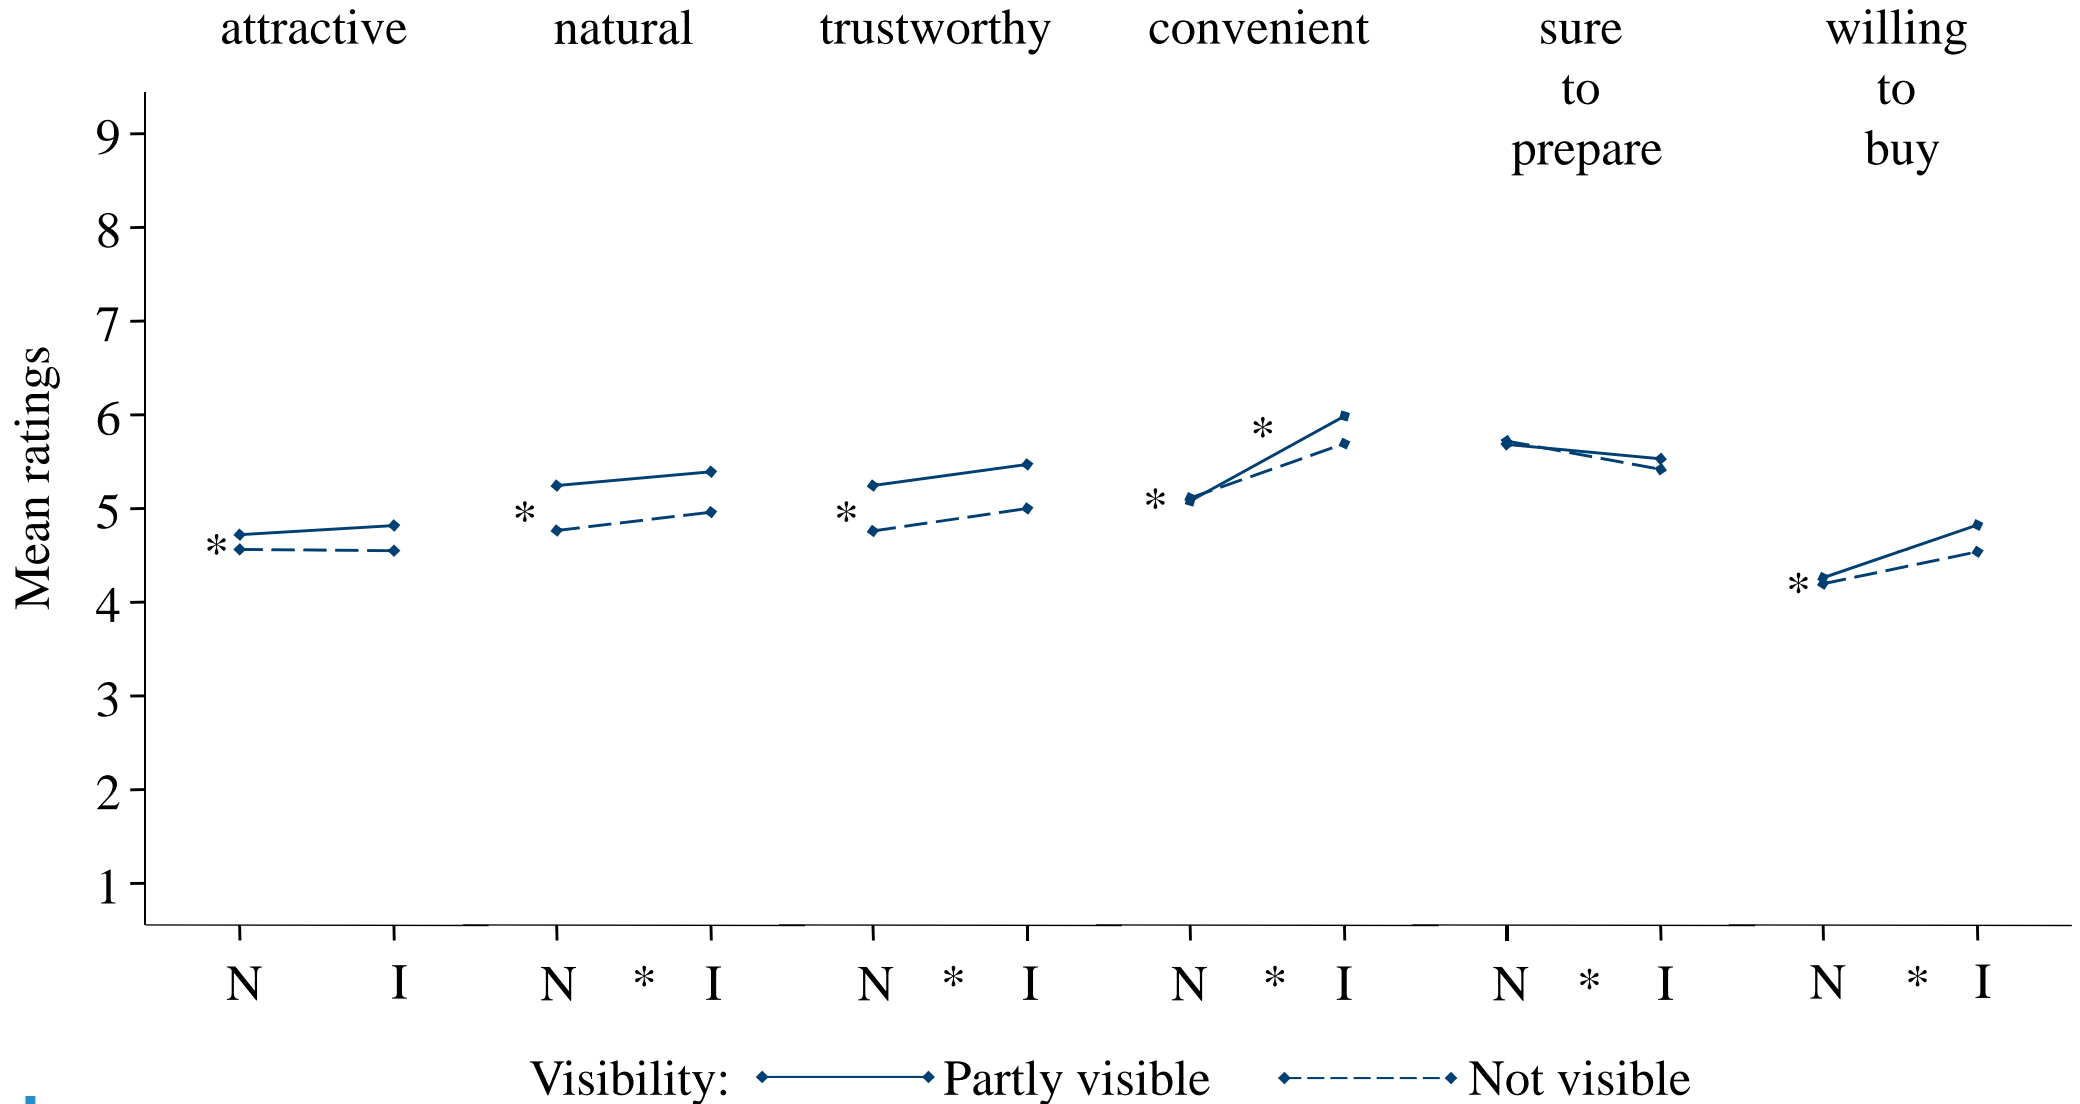 attractive natural trustworthy convenient sure willing
to to
prepare buy
9
8
7
6
5
4
3
2
1
Mean ratings
*
*
*
*
*
*
*
N I N * I N * I N * I N * I N * I
Visibility: Partly visible Not visible